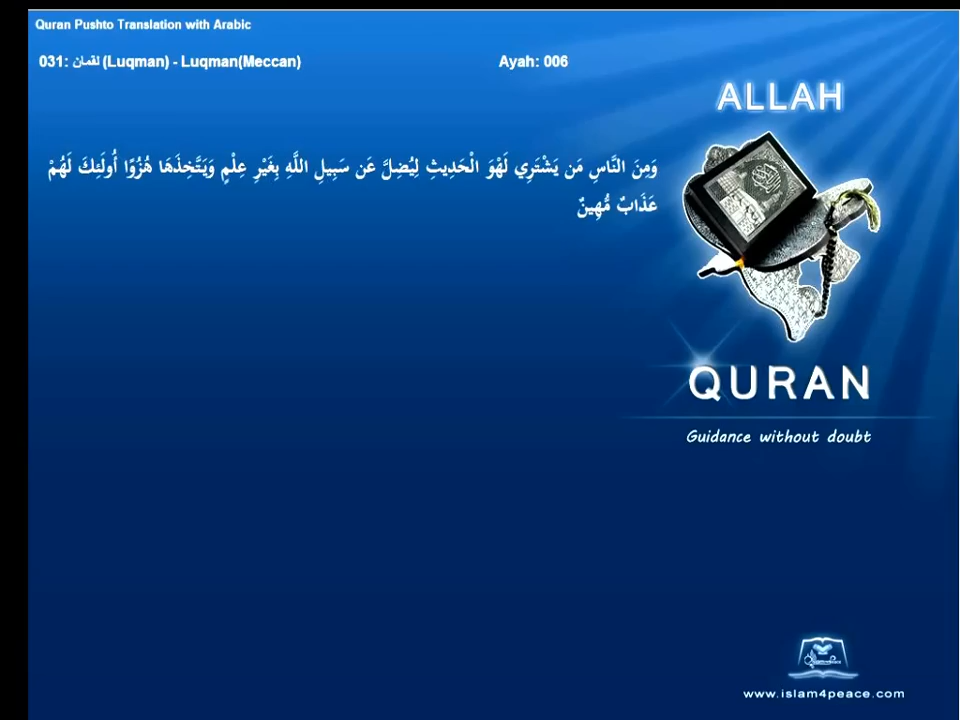 Quran Pushto Translation with Arabic
031: لقمان (Luqman) - Luqman(Meccan)
Ayah: 006
ALLAH
وَمِنَ النَّاسِ مَن يَشْتَرِي لَهْوَ الْحَدِيثِ لِيُضِلَّ عَن سَبِيلِ اللَّهِ بِغَيْرِ عِلْمٍ وَيَتَّخِذَهَا هُزُوًا أُولَئِكَ لَهُمْ
عَذَابٌ مُّهِينٌ
QURAN
Guidance without doubt
www.islam4peace.com